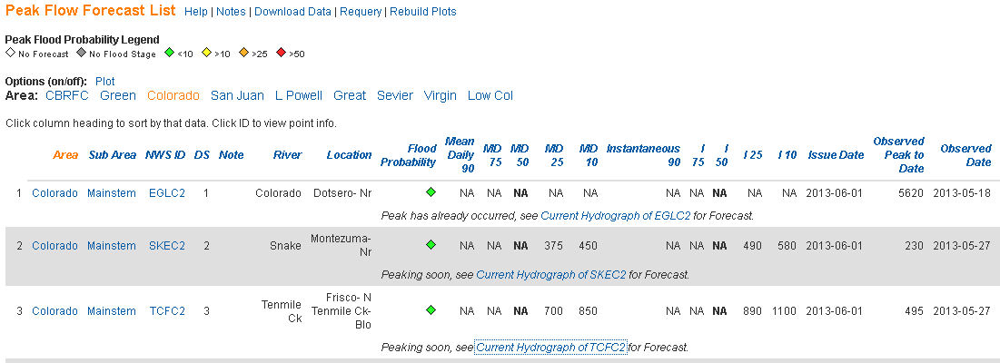 Peak Flow Forecast List Help | Notes | Download Data | Requery | Rebuild Plots
Peak Flood Probability Legend
No Forecast No Flood Stage <10 >10 >25 >50
Options (on/off): Plot
Area: CBRFC Green Colorado San Juan L Powell Great Sevier Virgin Low Col
Click column heading to sort by that data. Click ID to view point info.
Area Sub Area NWS ID DS Note River Location Flood Probability Mean Daily 90 MD 75 MD 50 MD 25 MD 10 Instantaneous 90 I 75 I 50 I 25 I 10 Issue Date Observed Peak to Date Observed Date
1 Colorado Mainstem EGLC2 1 Colorado Dotsero- Nr NA NA NA NA NA NA NA NA NA NA 2013-06-01 5620 2013-05-18
Peak has already occurred, see Current Hydrograph of EGLC2 for Forecast.
2 Colorado Mainstem SKEC2 2 Snake Montezuma- Nr NA NA NA 375 450 NA NA NA 490 580 2013-06-01 230 2013-05-27
Peaking soon, see Current Hydrograph of SKEC2 for Forecast.
3 Colorado Mainstem TCFC2 3 Tenmile Ck Frisco- N Tenmile Ck- Blo NA NA NA 700 850 NA NA NA 890 1100 2013-06-01 495 2013-05-27
Peaking soon, see Current Hydrograph of TCFC2 for Forecast.